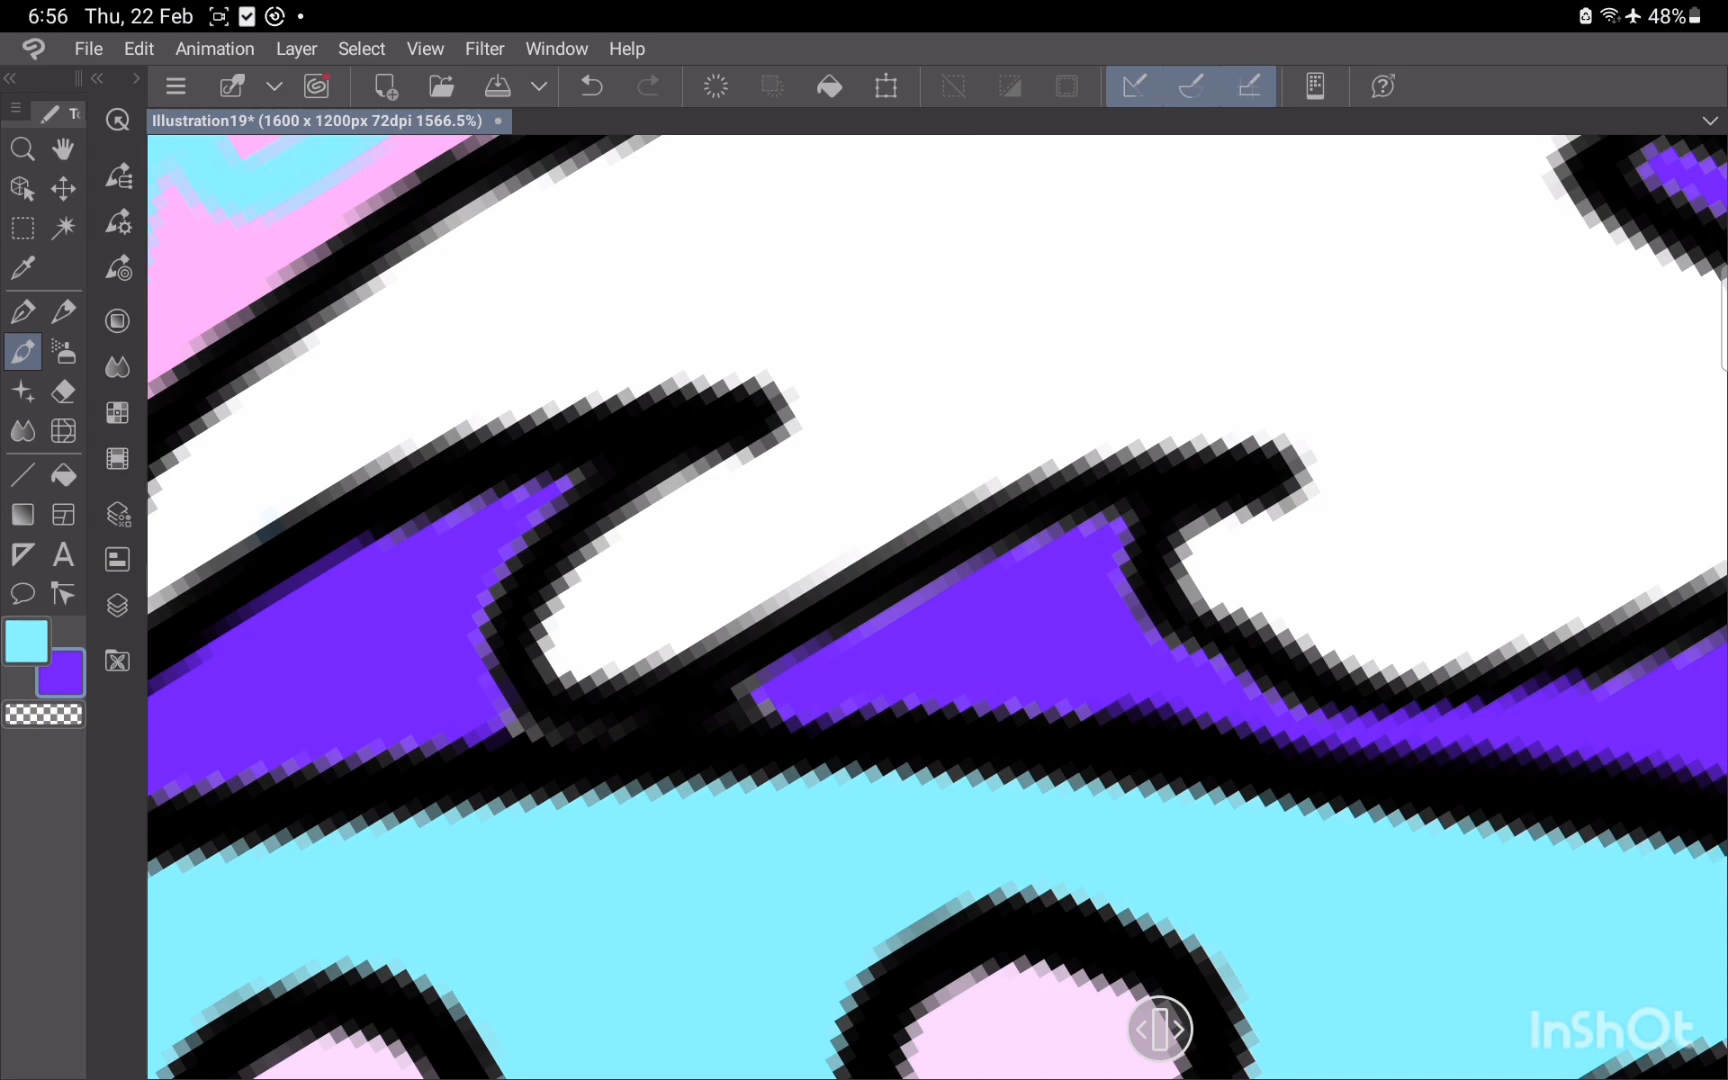 6:56 Thu, 22 Feb 48%
File Edit Animation Layer Select View Filter Window Help
Illustration19* (1600 x 1200px 72dpi 1566.5%)
InShOt